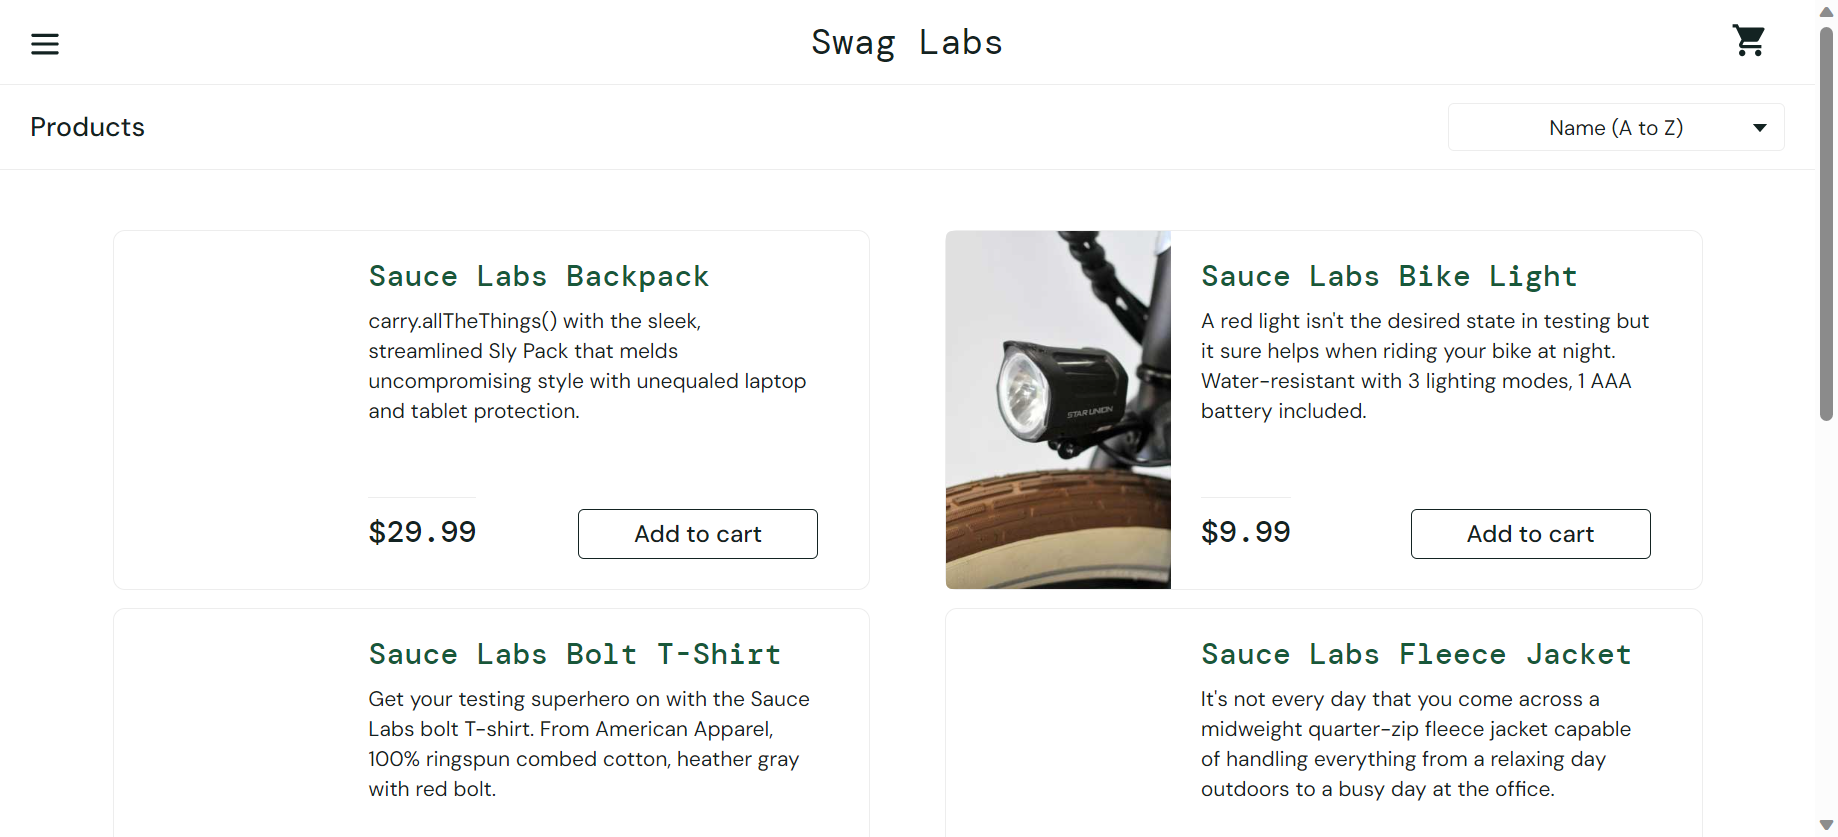 Swag Labs
Products
Name (A to Z)
Sauce Labs Backpack
carry.allTheThings() with the sleek,
streamlined Sly Pack that melds
uncompromising style with unequaled laptop
and tablet protection.
$29.99
Add to cart
STAR UNION
Sauce Labs Bike Light
A red light isn't the desired state in testing but
it sure helps when riding your bike at night.
Water-resistant with 3 lighting modes, 1 AAA
battery included.
$9.99
Add to cart
Sauce Labs Bolt T-Shirt
Get your testing superhero on with the Sauce
Labs bolt T-shirt. From American Apparel,
100% ringspun combed cotton, heather gray
with red bolt.
Sauce Labs Fleece Jacket
It's not every day that you come across a
midweight quarter-zip fleece jacket capable
of handling everything from a relaxing day
outdoors to a busy day at the office.